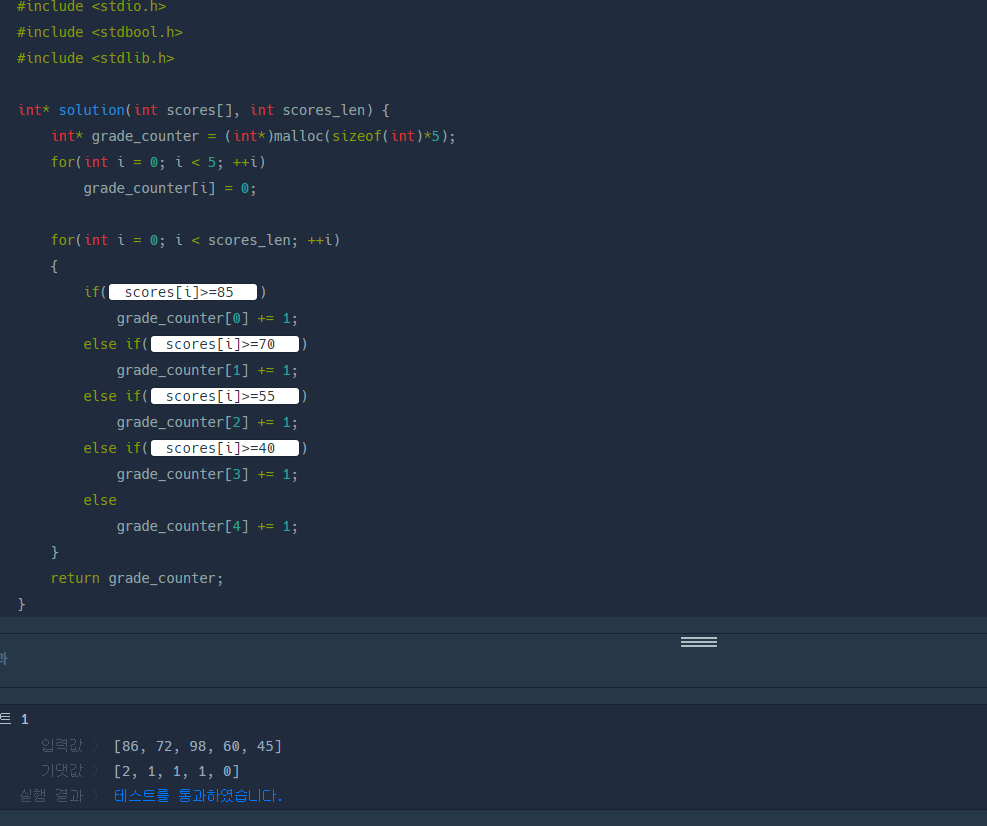 #include <stdio.h>
#include <stdbool.h>
#include <stdlib.h>
int* solution(int scores[], int scores_len) {
int* grade_counter = (int*)malloc(sizeof(int)*5);
for(int i = 0; i < 5; ++i)
grade_counter[i] = 0;
for(int i = 0; i < scores_len; ++i)
{
if( scores[i]>=85 )
grade_counter[0] += 1;
else if( scores[i]>=70 )
grade_counter[1] += 1;
else if( scores[i]>=55 )
grade_counter[2] += 1;
else if( scores[i]>=40 )
grade_counter[3] += 1;
else
grade_counter[4] += 1;
}
return grade_counter;
}
과
트 1
입력값 〉 [86, 72, 98, 60, 45]
기댓값 〉 [2, 1, 1, 1, 0]
실행 결과 〉 테스트를 통과하였습니다.